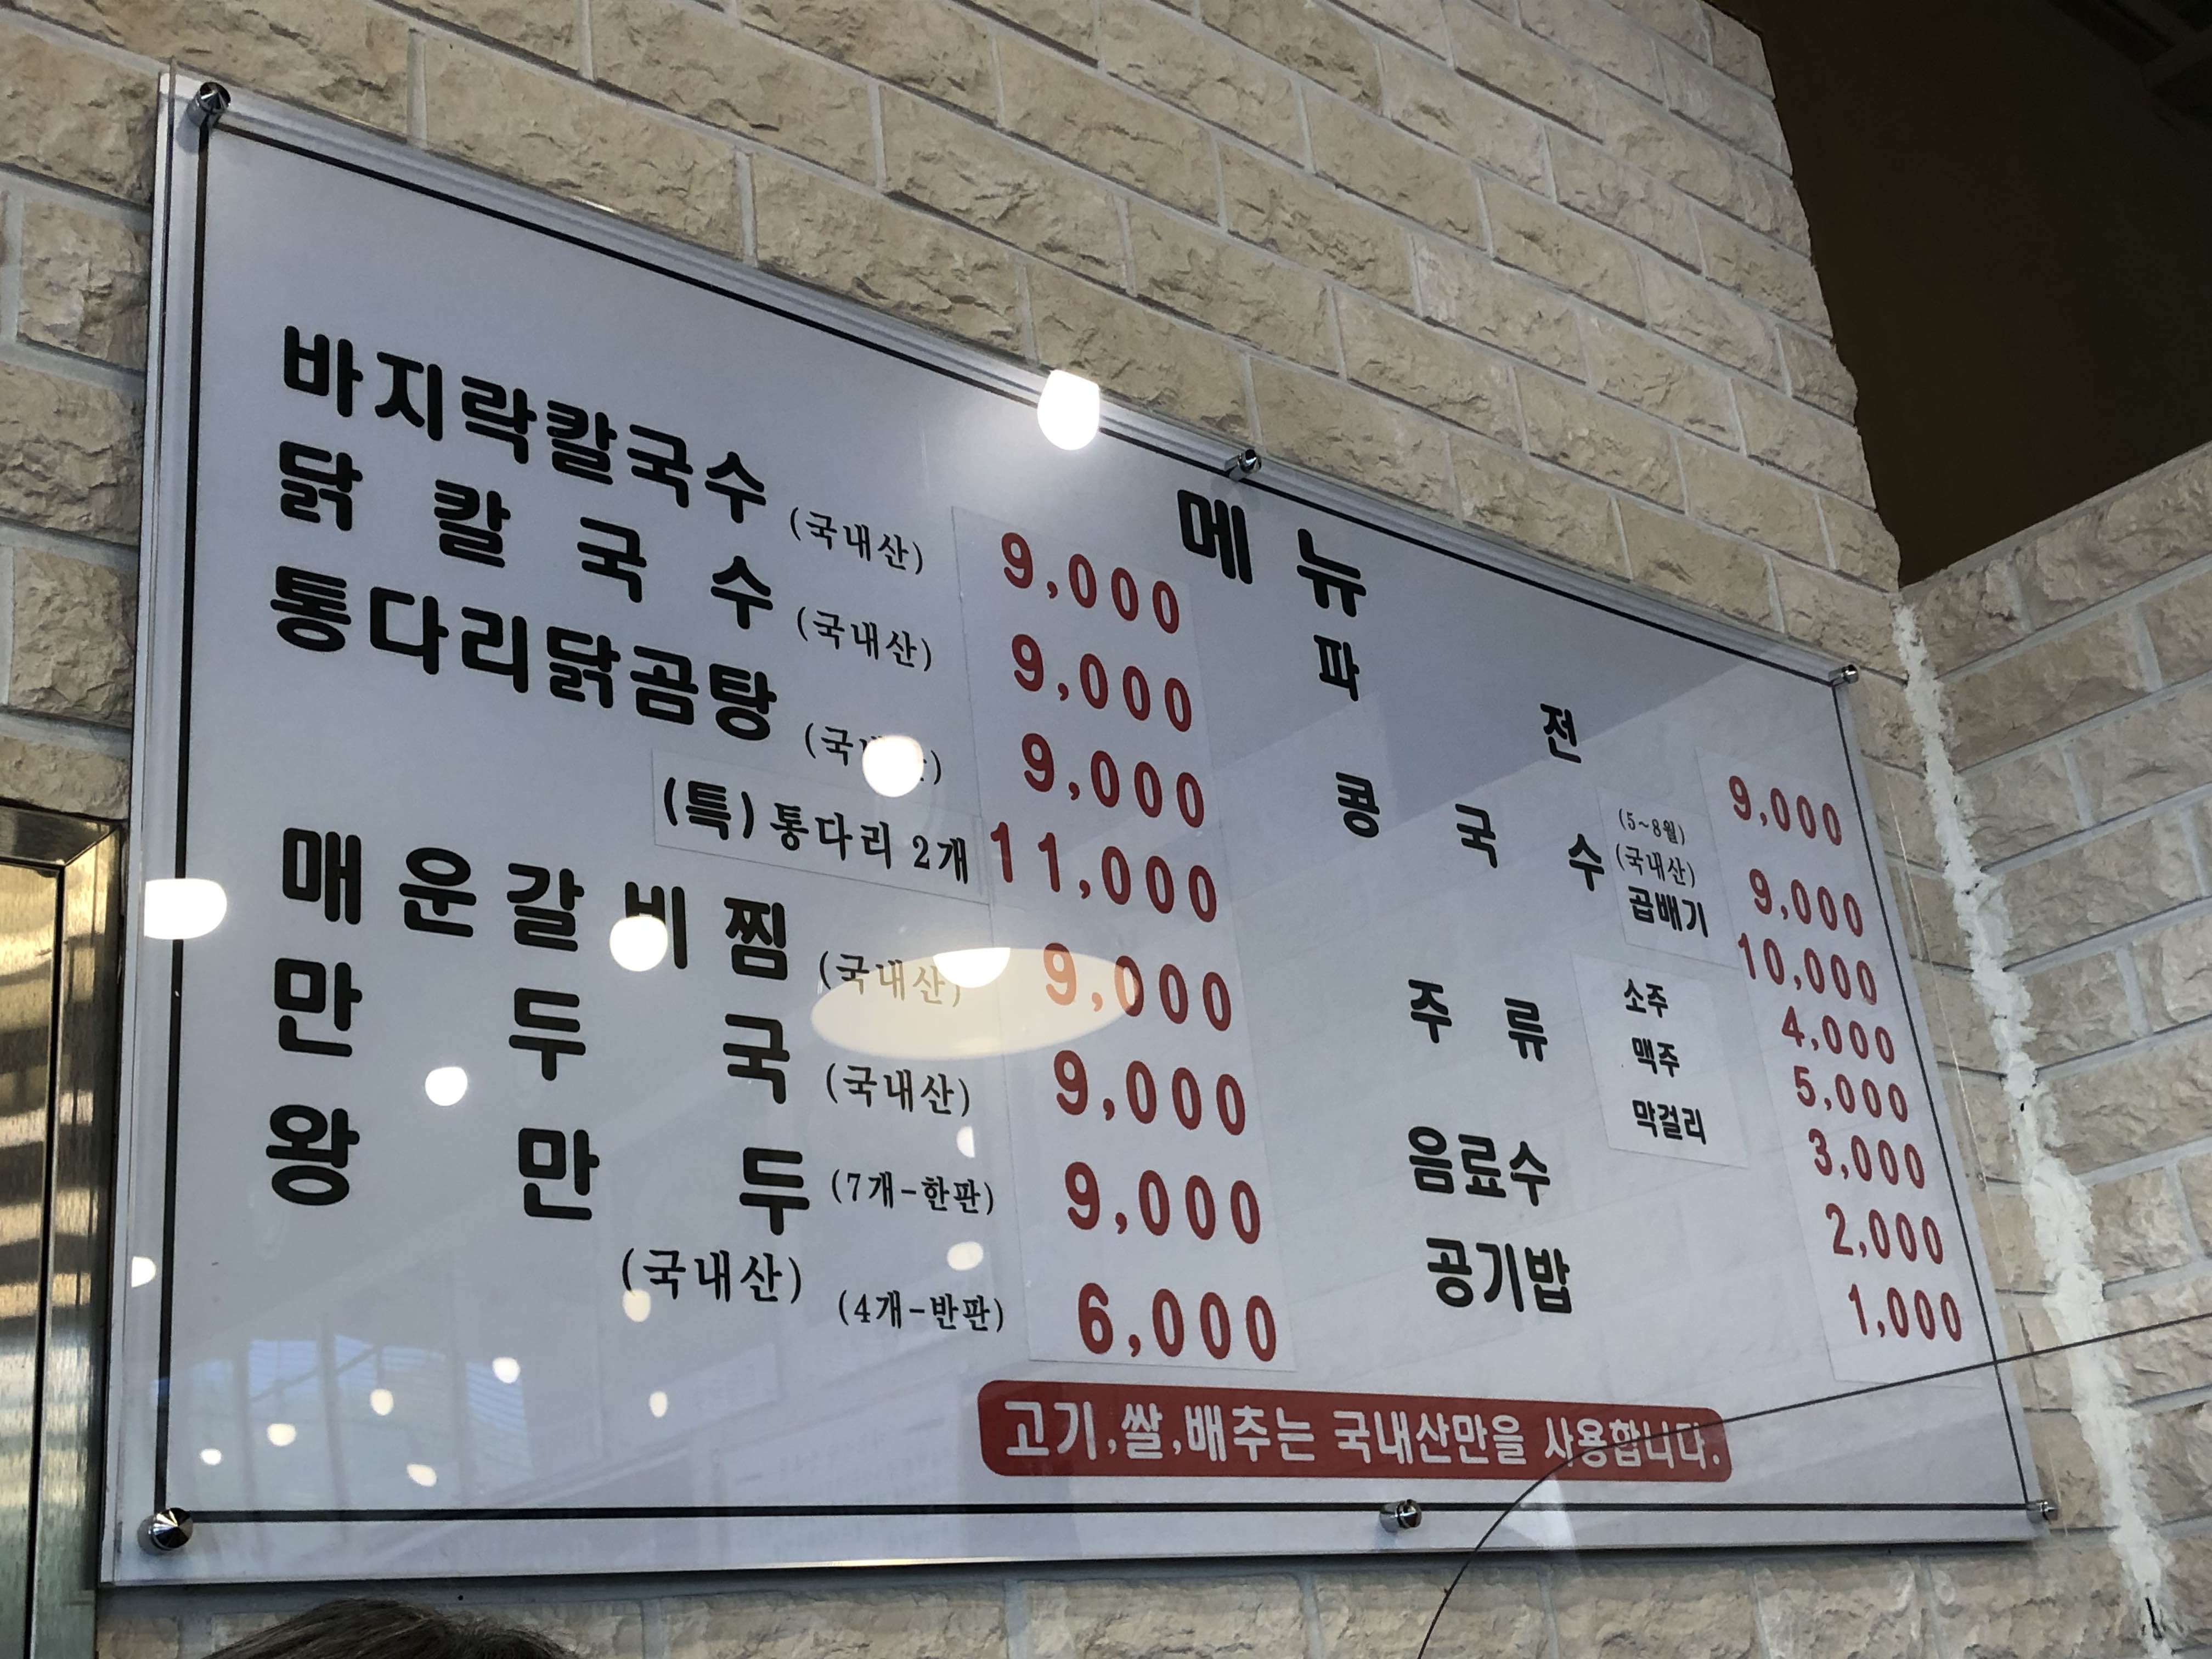 메뉴
바지락칼국수 (국내산) 9,000
닭칼국수 (국내산) 9,000
통다리닭곰탕 (국내산) 9,000
(특) 통다리 2개 11,000
매운갈비찜 (국내산) 9,000
만두국 (국내산) 9,000
왕만두 (7개-한판) 9,000
(국내산) (4개-반판) 6,000
파전 9,000
콩국수 (5~8월) (국내산) 9,000
곱배기 10,000
주류 소주 4,000
맥주 5,000
막걸리 3,000
음료수 2,000
공기밥 1,000
고기,쌀,배추는 국내산만을 사용합니다.